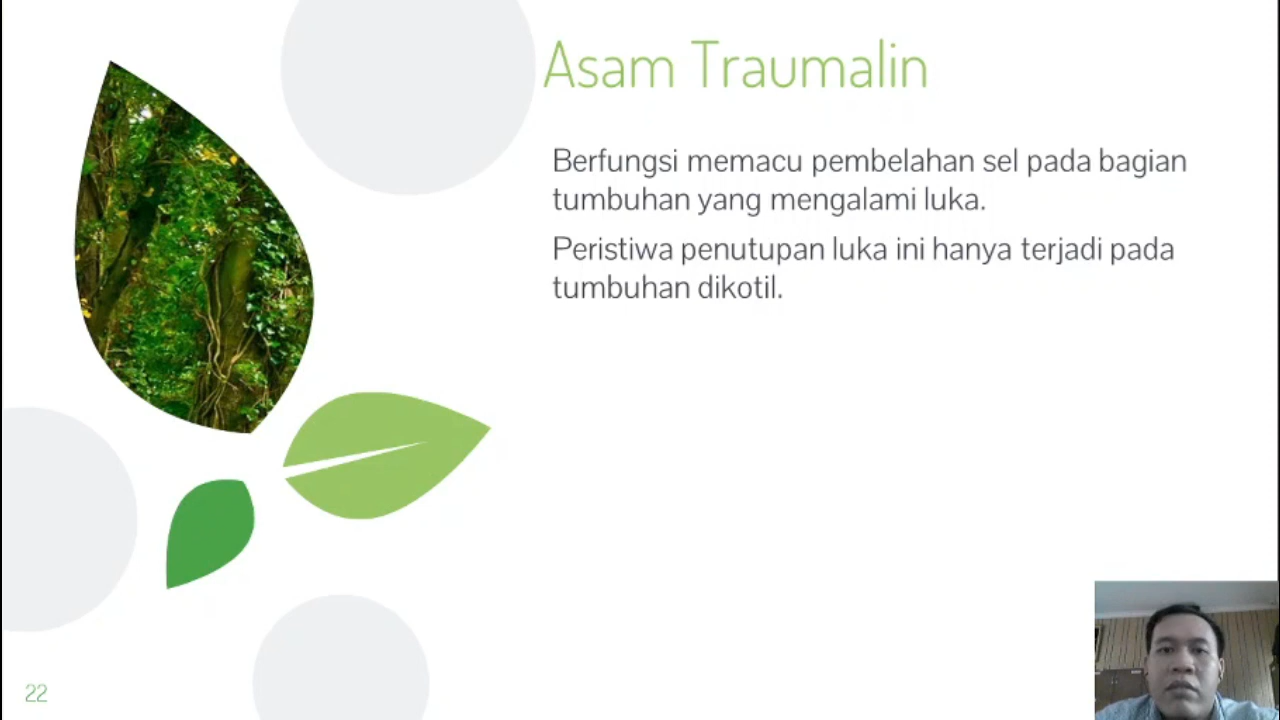 Asam Traumalin
Berfungsi memacu pembelahan sel pada bagian
tumbuhan yang mengalami luka.
Peristiwa penutupan luka ini hanya terjadi pada
tumbuhan dikotil.
22